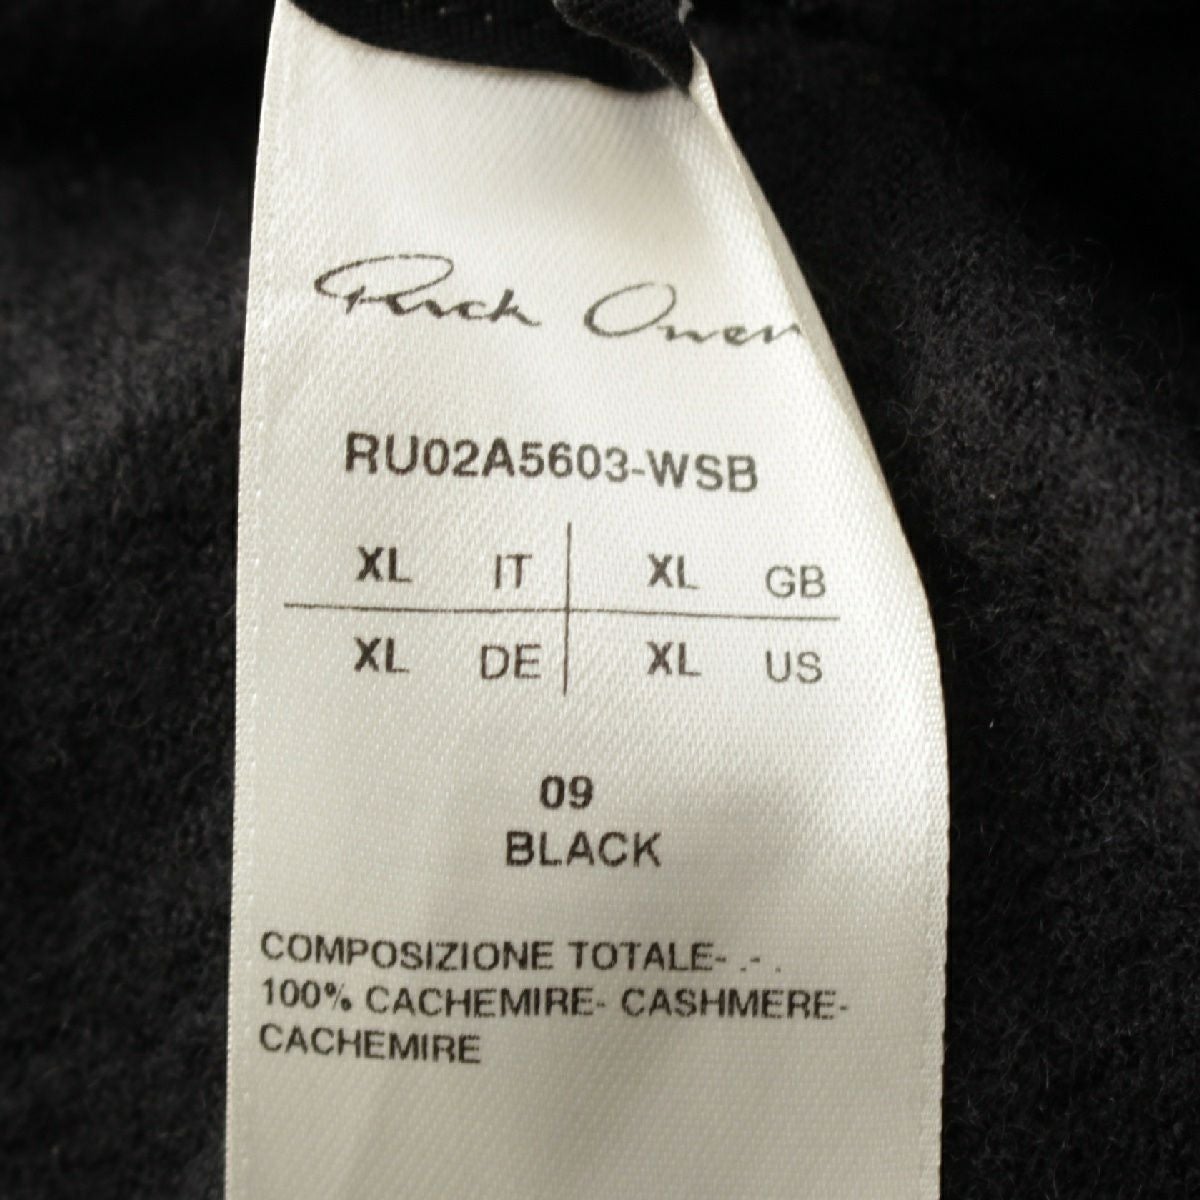 Rick Owens
RU02A5603-WSB
XL IT XL GB
XL DE XL US
09
BLACK
COMPOSIZIONE TOTALE- .- .
100% CACHEMIRE- CASHMERE-
CACHEMIRE